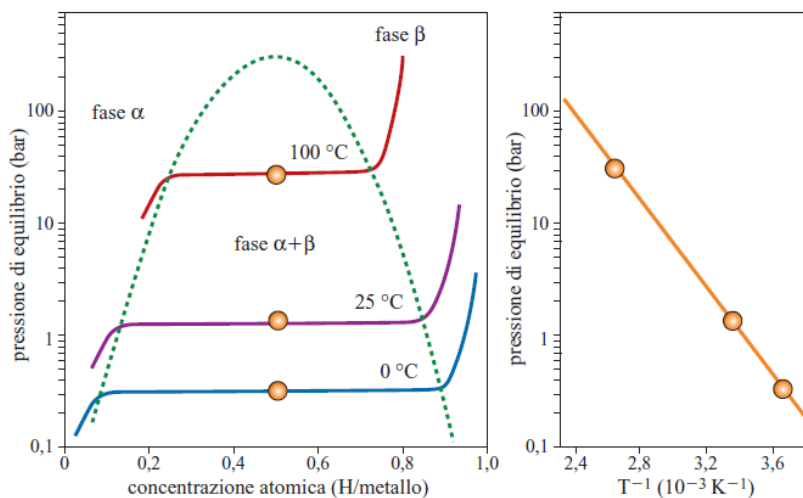 pressione di equilibrio (bar)
100
10
1
0,1
fase α
fase β
100 °C
fase α+β
25 °C
0 °C
0
0,2
0,4
0,6
0,8
1,0
concentrazione atomica (H/metallo)
pressione di equilibrio (bar)
100
10
1
0,1
2,4
2,8
3,2
3,6
T⁻¹ (10⁻³ K⁻¹)